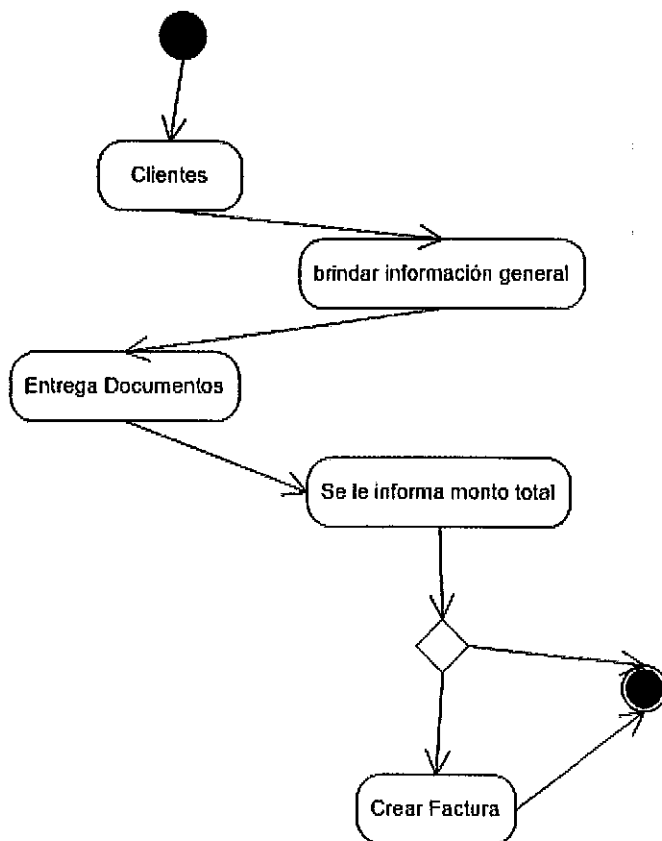 Clientes
brindar información general
Entrega Documentos
Se le informa monto total
Crear Factura